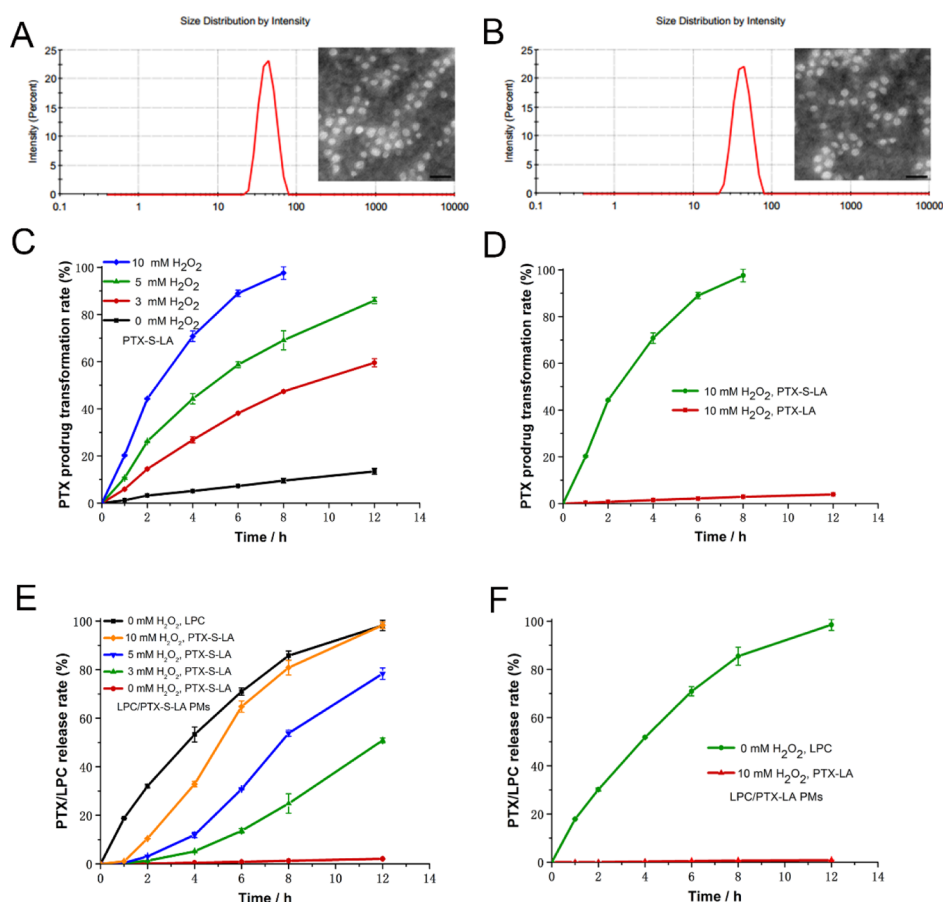 A
Size Distribution by Intensity
Intensity (Percent)
25
20
15
10
5
0
0.1 1 10 100 1000 10000
B
Size Distribution by Intensity
Intensity (Percent)
25
20
15
10
5
0
0.1 1 10 100 1000 10000
C
PTX prodrug transformation rate (%)
100
80
60
40
20
0
10 mM H₂O₂
5 mM H₂O₂
3 mM H₂O₂
0 mM H₂O₂
PTX-S-LA
0 2 4 6 8 10 12 14
Time / h
D
PTX prodrug transformation rate (%)
100
80
60
40
20
0
10 mM H₂O₂, PTX-S-LA
10 mM H₂O₂, PTX-LA
0 2 4 6 8 10 12 14
Time / h
E
PTX/LPC release rate (%)
100
80
60
40
20
0
0 mM H₂O₂, LPC
10 mM H₂O₂, PTX-S-LA
5 mM H₂O₂, PTX-S-LA
3 mM H₂O₂, PTX-S-LA
0 mM H₂O₂, PTX-S-LA
LPC/PTX-S-LA PMs
0 2 4 6 8 10 12 14
Time / h
F
PTX/LPC release rate (%)
100
80
60
40
20
0
0 mM H₂O₂, LPC
10 mM H₂O₂, PTX-LA
LPC/PTX-LA PMs
0 2 4 6 8 10 12 14
Time / h